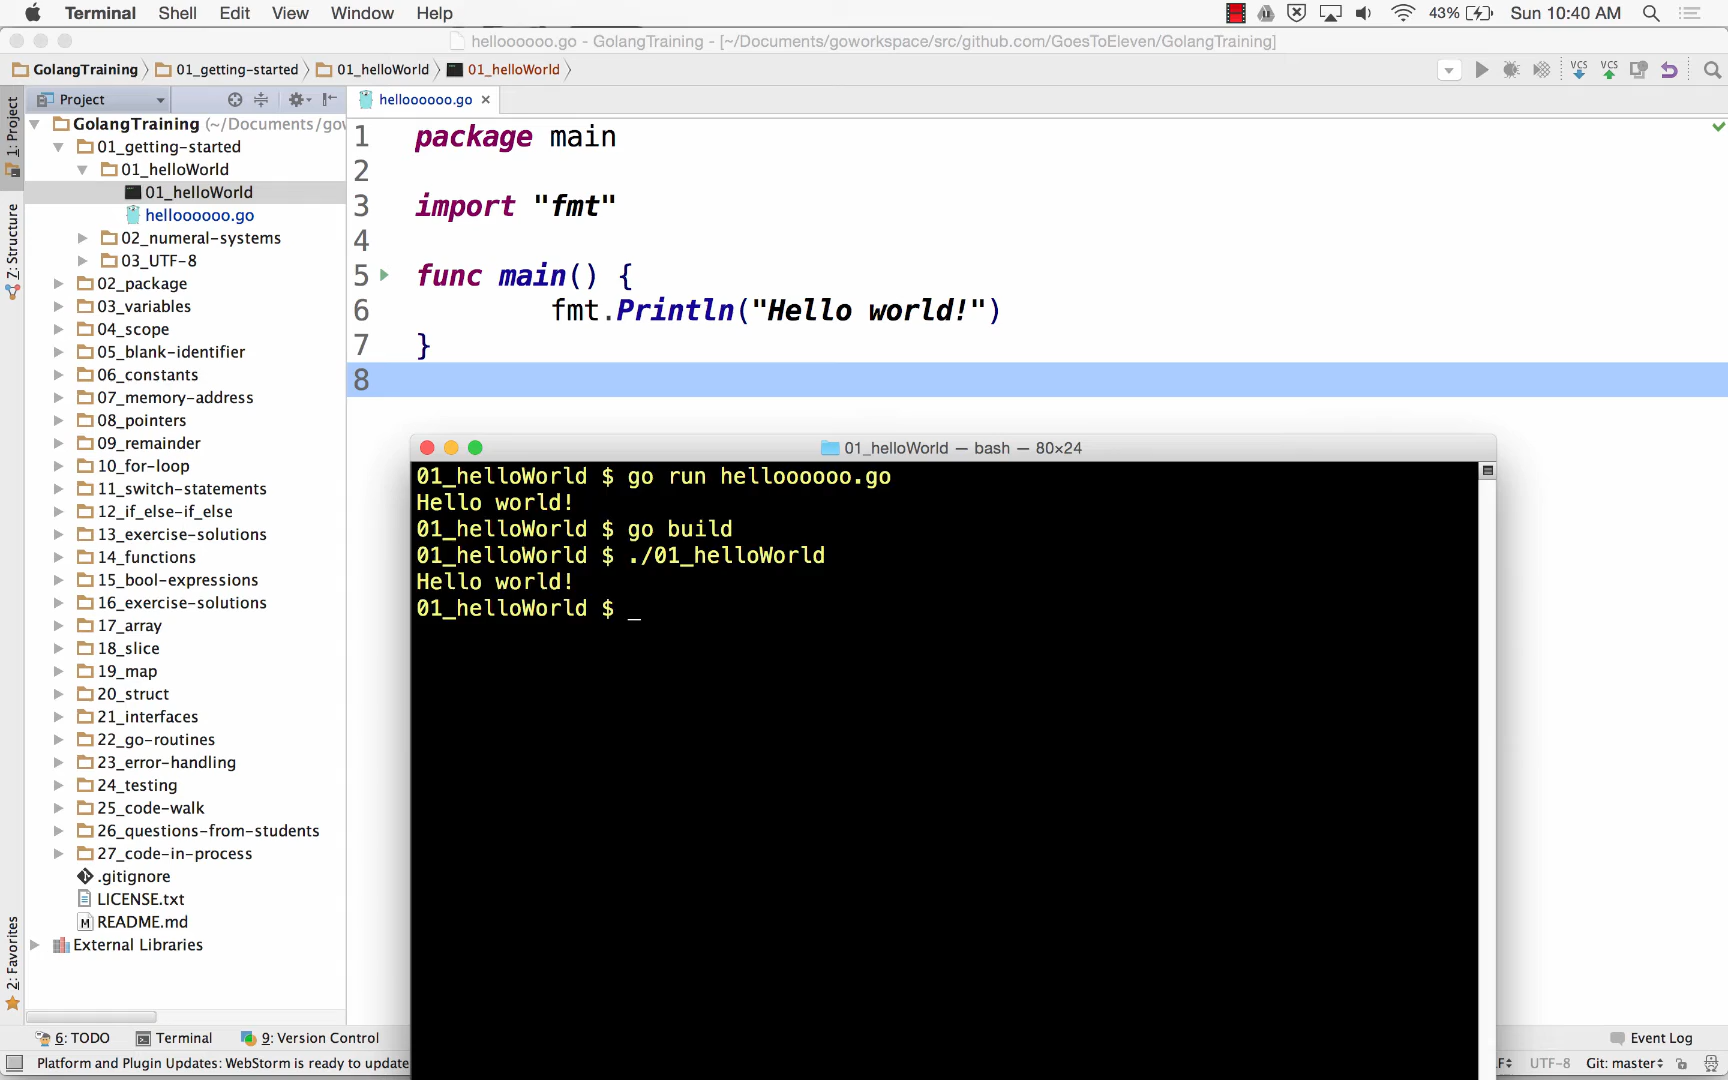 Terminal Shell Edit View Window Help 43% Sun 10:40 AM
helloooooo.go - GolangTraining - [~/Documents/goworkspace/src/github.com/GoesToEleven/GolangTraining]
GolangTraining 01_getting-started 01_helloWorld 01_helloWorld
VCS VCS
Project
helloooooo.go
1: Project
Z: Structure
2: Favorites
GolangTraining (~/Documents/gov
01_getting-started
01_helloWorld
01_helloWorld
helloooooo.go
02_numeral-systems
03_UTF-8
02_package
03_variables
04_scope
05_blank-identifier
06_constants
07_memory-address
08_pointers
09_remainder
10_for-loop
11_switch-statements
12_if_else-if_else
13_exercise-solutions
14_functions
15_bool-expressions
16_exercise-solutions
17_array
18_slice
19_map
20_struct
21_interfaces
22_go-routines
23_error-handling
24_testing
25_code-walk
26_questions-from-students
27_code-in-process
.gitignore
LICENSE.txt
README.md
External Libraries
1 package main
2
3 import "fmt"
4
5 func main() {
6 fmt.Println("Hello world!")
7 }
8
01_helloWorld — bash — 80×24
01_helloWorld $ go run helloooooo.go
Hello world!
01_helloWorld $ go build
01_helloWorld $ ./01_helloWorld
Hello world!
01_helloWorld $ _
6: TODO Terminal 9: Version Control Event Log
Platform and Plugin Updates: WebStorm is ready to update UTF-8 Git: master